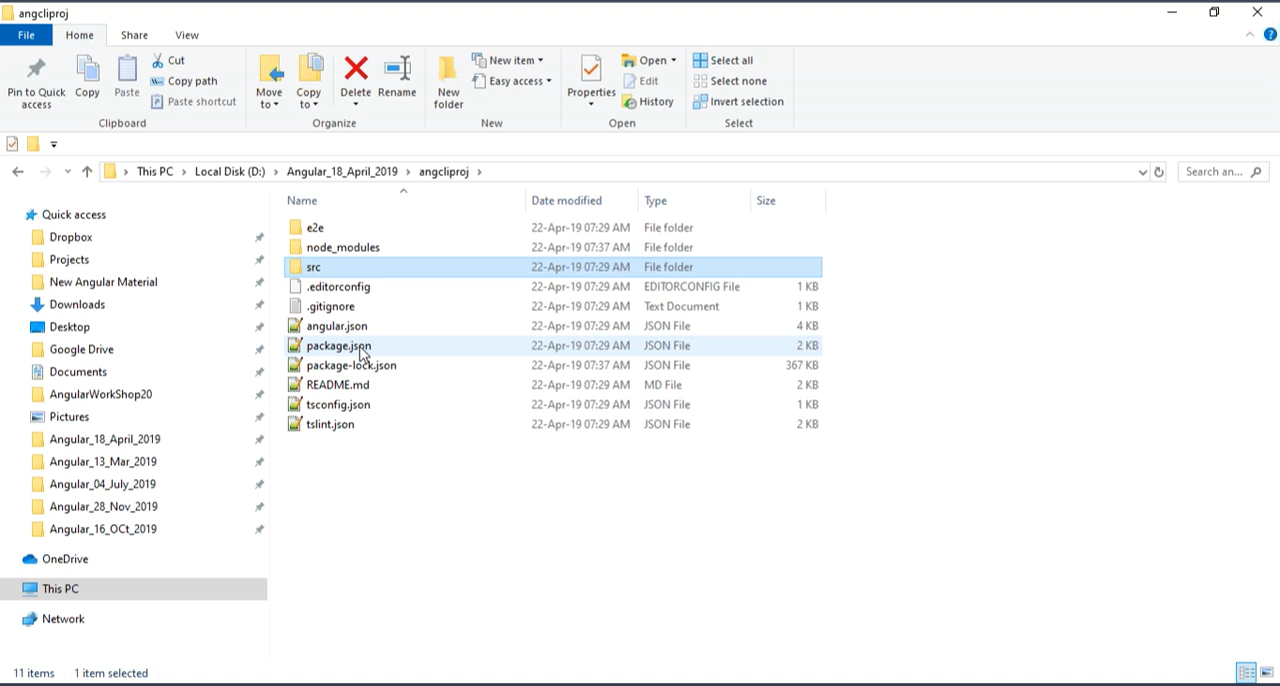 angcliproj
File Home Share View
Pin to Quick access
Copy
Paste
Cut
Copy path
Paste shortcut
Clipboard
Move to
Copy to
Delete
Rename
Organize
New folder
New item
Easy access
New
Properties
Open
Edit
History
Open
Select all
Select none
Invert selection
Select
This PC > Local Disk (D:) > Angular_18_April_2019 > angcliproj >
Search an...
Name Date modified Type Size
Quick access
Dropbox
Projects
New Angular Material
Downloads
Desktop
Google Drive
Documents
AngularWorkShop20
Pictures
Angular_18_April_2019
Angular_13_Mar_2019
Angular_04_July_2019
Angular_28_Nov_2019
Angular_16_OCt_2019
OneDrive
This PC
Network
e2e 22-Apr-19 07:29 AM File folder
node_modules 22-Apr-19 07:37 AM File folder
src 22-Apr-19 07:29 AM File folder
.editorconfig 22-Apr-19 07:29 AM EDITORCONFIG File 1 KB
.gitignore 22-Apr-19 07:29 AM Text Document 1 KB
angular.json 22-Apr-19 07:29 AM JSON File 4 KB
package.json 22-Apr-19 07:29 AM JSON File 2 KB
package-lock.json 22-Apr-19 07:37 AM JSON File 367 KB
README.md 22-Apr-19 07:29 AM MD File 2 KB
tsconfig.json 22-Apr-19 07:29 AM JSON File 1 KB
tslint.json 22-Apr-19 07:29 AM JSON File 2 KB
11 items 1 item selected